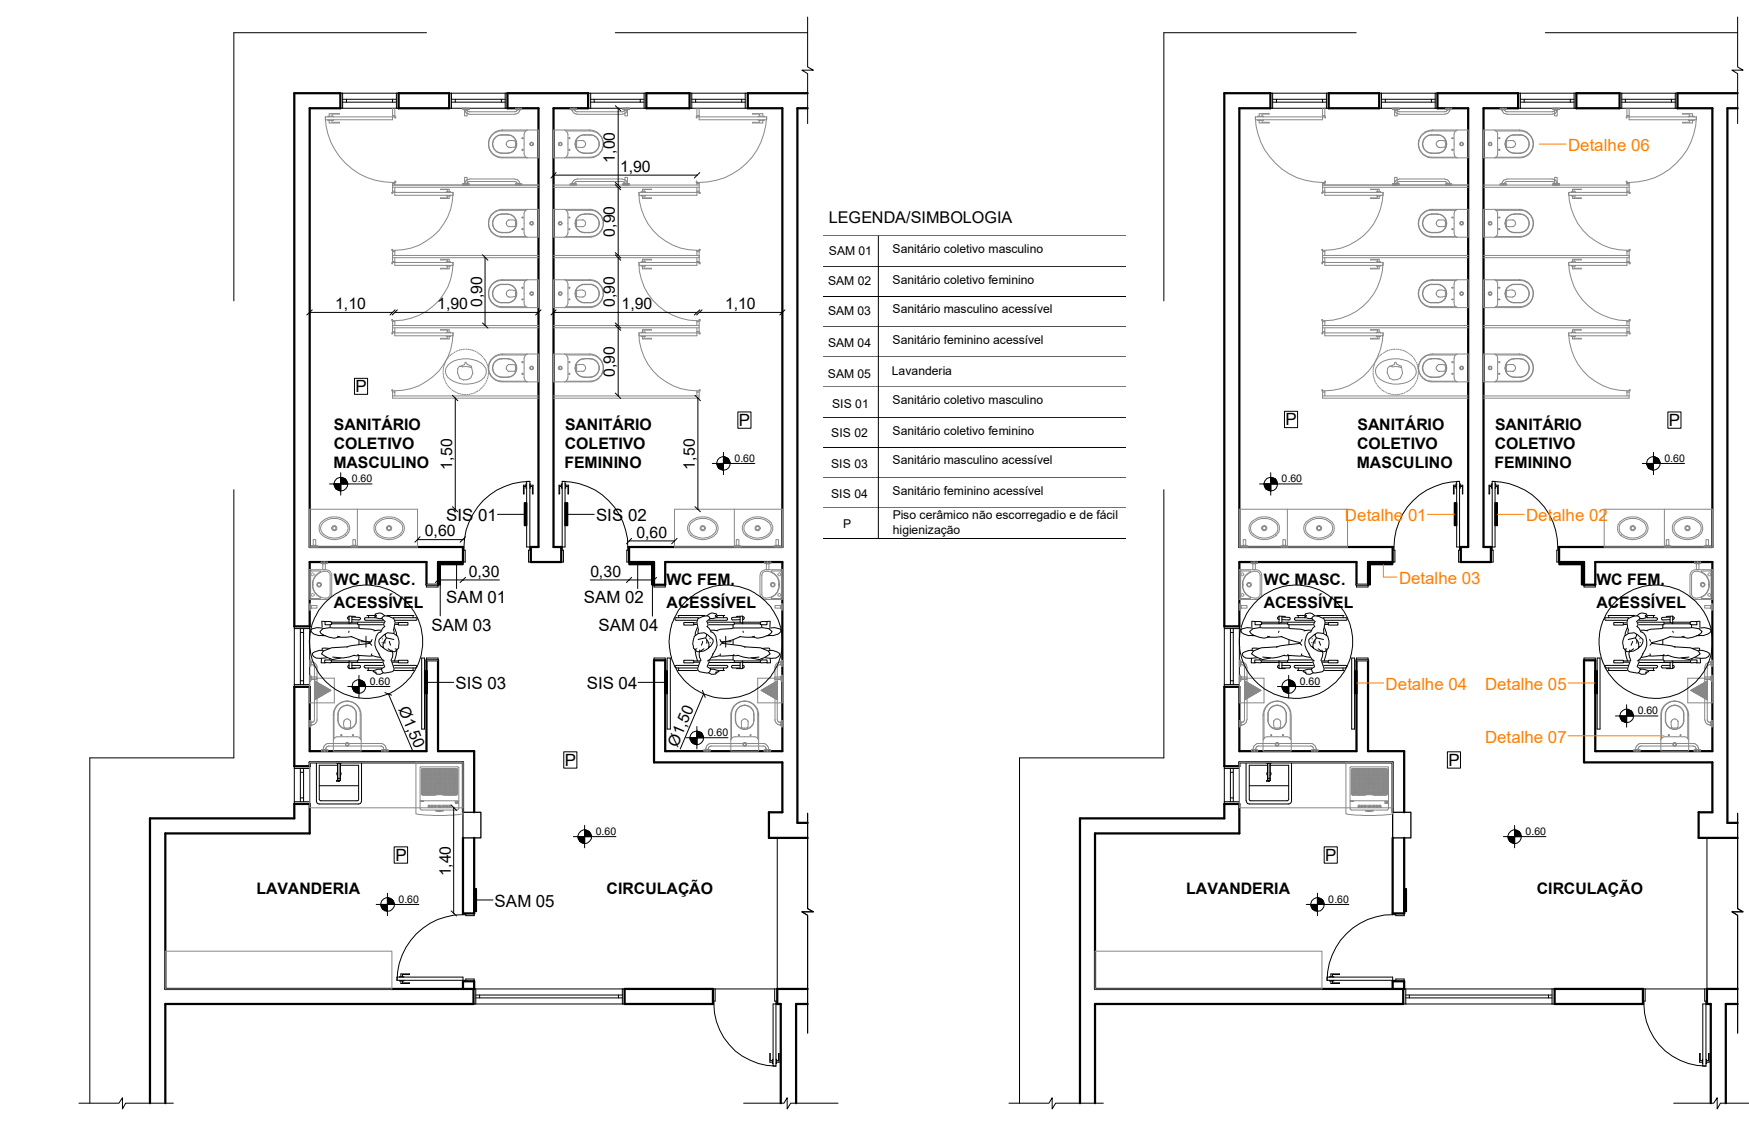 1,00
1,90
0,90
0,90
0,90
0,90
1,10
1,90
1,90
1,10
P
P
SANITÁRIO
COLETIVO
MASCULINO
SANITÁRIO
COLETIVO
FEMININO
1,50
1,50
0.60
0.60
SIS 01
SIS 02
0,60
0,60
WC MASC.
ACESSÍVEL
0,30
0,30
WC FEM.
ACESSÍVEL
SAM 01
SAM 02
SAM 03
SAM 04
SIS 03
SIS 04
0.60
Ø1,50
Ø1,50
0.60
P
0.60
P
1,40
LAVANDERIA
0.60
SAM 05
CIRCULAÇÃO
LEGENDA/SIMBOLOGIA
SAM 01 Sanitário coletivo masculino
SAM 02 Sanitário coletivo feminino
SAM 03 Sanitário masculino acessível
SAM 04 Sanitário feminino acessível
SAM 05 Lavanderia
SIS 01 Sanitário coletivo masculino
SIS 02 Sanitário coletivo feminino
SIS 03 Sanitário masculino acessível
SIS 04 Sanitário feminino acessível
P Piso cerâmico não escorregadio e de fácil
higienização
Detalhe 06
P
P
SANITÁRIO
COLETIVO
MASCULINO
SANITÁRIO
COLETIVO
FEMININO
0.60
0.60
Detalhe 01
Detalhe 02
WC MASC.
ACESSÍVEL
Detalhe 03
WC FEM.
ACESSÍVEL
0.60
Detalhe 04
Detalhe 05
0.60
Detalhe 07
P
0.60
P
LAVANDERIA
0.60
CIRCULAÇÃO